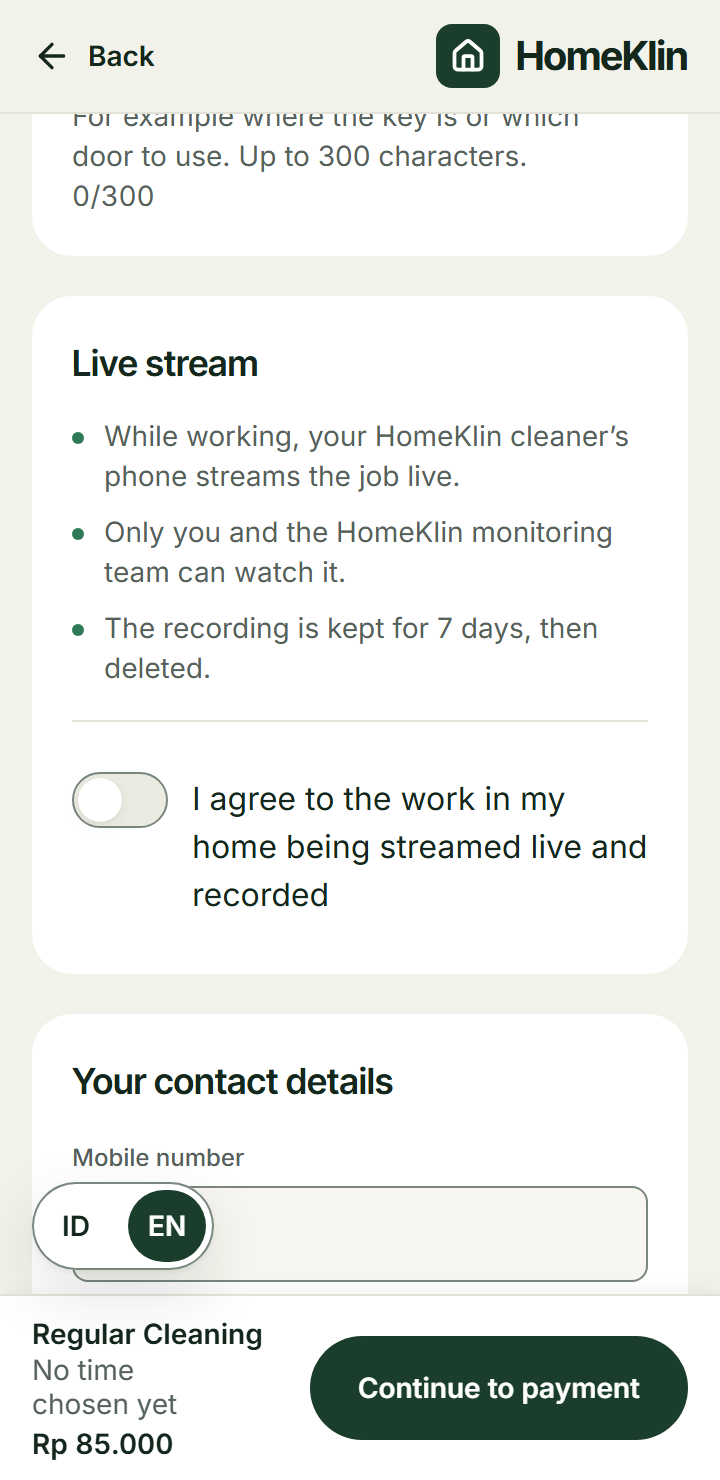 Back
HomeKlin
For example where the key is or which
door to use. Up to 300 characters.
0/300
Live stream
While working, your HomeKlin cleaner’s
phone streams the job live.
Only you and the HomeKlin monitoring
team can watch it.
The recording is kept for 7 days, then
deleted.
I agree to the work in my
home being streamed live and
recorded
Your contact details
Mobile number
ID
EN
Regular Cleaning
No time
chosen yet
Rp 85.000
Continue to payment